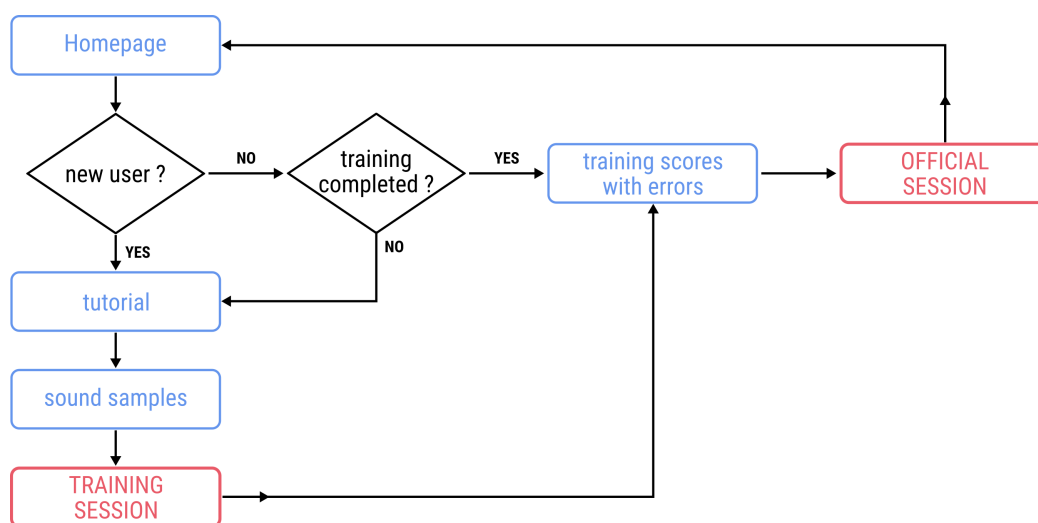 Homepage
new user ?
NO
training
completed ?
YES
training scores
with errors
OFFICIAL
SESSION
YES
NO
tutorial
sound samples
TRAINING
SESSION